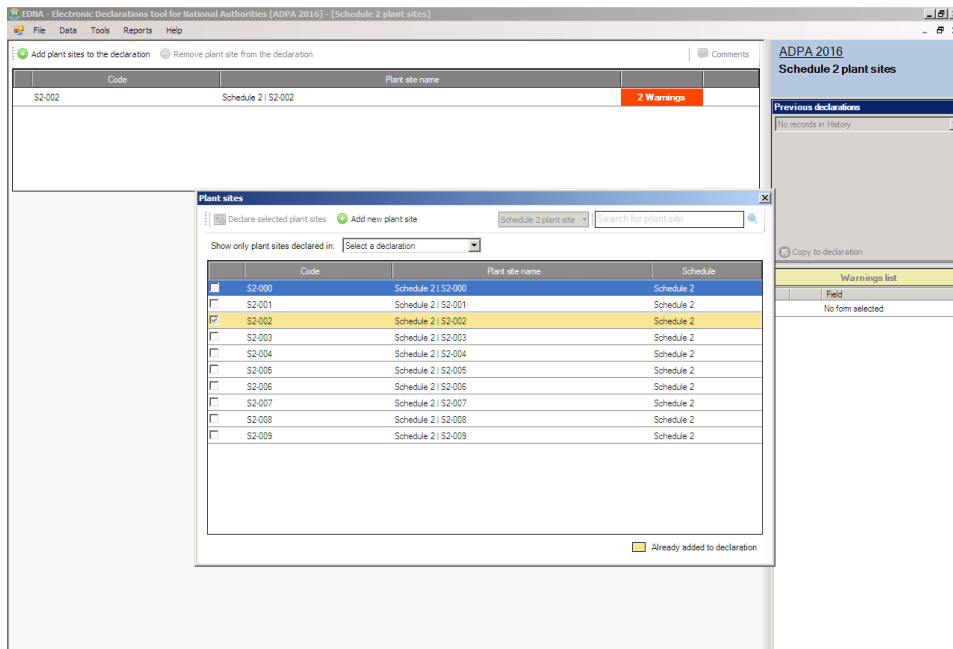 EDNA - Electronic Declarations tool for National Authorities [ADPA 2016] - [Schedule 2 plant sites]
File Data Tools Reports Help
Add plant sites to the declaration Remove plant site from the declaration Comments
Code Plant site name
S2-002 Schedule 2 | S2-002 2 Warnings
ADPA 2016
Schedule 2 plant sites
Previous declarations
No records in History
Copy to declaration
Warnings list
Field
No form selected
Plant sites
Declare selected plant sites Add new plant site Schedule 2 plant site Search for plant site
Show only plant sites declared in: Select a declaration
Code Plant site name Schedule
S2-000 Schedule 2 | S2-000 Schedule 2
S2-001 Schedule 2 | S2-001 Schedule 2
S2-002 Schedule 2 | S2-002 Schedule 2
S2-003 Schedule 2 | S2-003 Schedule 2
S2-004 Schedule 2 | S2-004 Schedule 2
S2-005 Schedule 2 | S2-005 Schedule 2
S2-006 Schedule 2 | S2-006 Schedule 2
S2-007 Schedule 2 | S2-007 Schedule 2
S2-008 Schedule 2 | S2-008 Schedule 2
S2-009 Schedule 2 | S2-009 Schedule 2
Already added to declaration